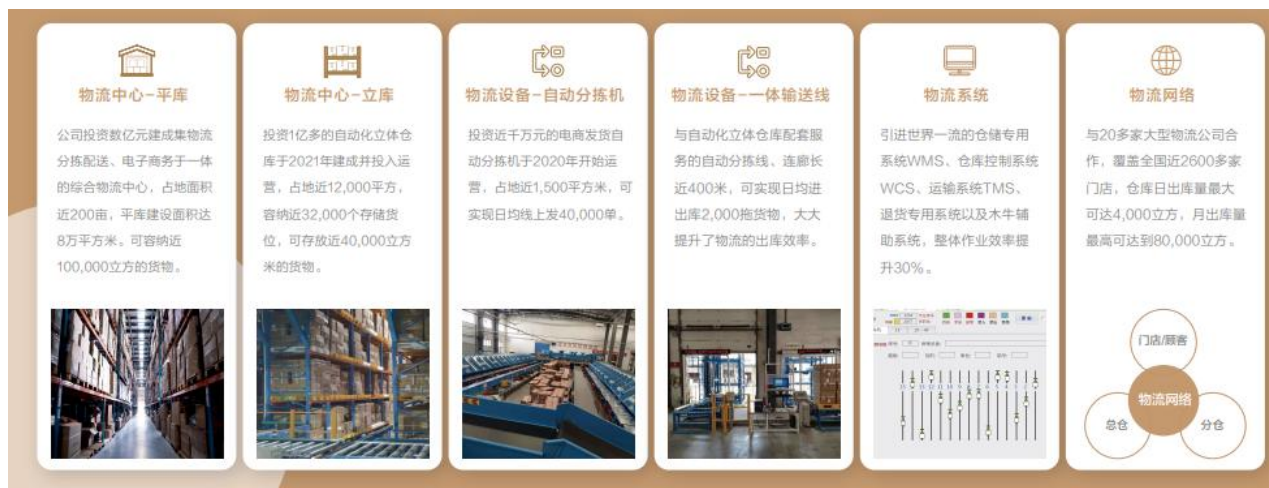 物流中心-平库
公司投资数亿元建成集物流
分拣配送、电子商务于一体
的综合物流中心，占地面积
近200亩，平库建设面积达
8万平方米。可容纳近
100,000立方的货物。
物流中心-立库
投资1亿多的自动化立体仓
库于2021年建成并投入运
营，占地近12,000平方，
容纳近32,000个存储货
位，可存放近40,000立方
米的货物。
物流设备-自动分拣机
投资近千万元的电商发货自
动分拣机于2020年开始运
营，占地近1,500平方米，可
实现日均线上发40,000单。
物流设备-一体输送线
与自动化立体仓库配套服
务的自动分拣线、连廊长
近400米，可实现日均进
出库2,000拖货物，大大
提升了物流的出库效率。
物流系统
引进世界一流的仓储专用
系统WMS、仓库控制系统
WCS、运输系统TMS、
退货专用系统以及木牛辅
助系统，整体作业效率提
升30%。
物流网络
与20多家大型物流公司合
作，覆盖全国近2600多家
门店，仓库日出库量最大
可达4,000立方，月出库量
最高可达到80,000立方。
门店/顾客
物流网络
总仓
分仓